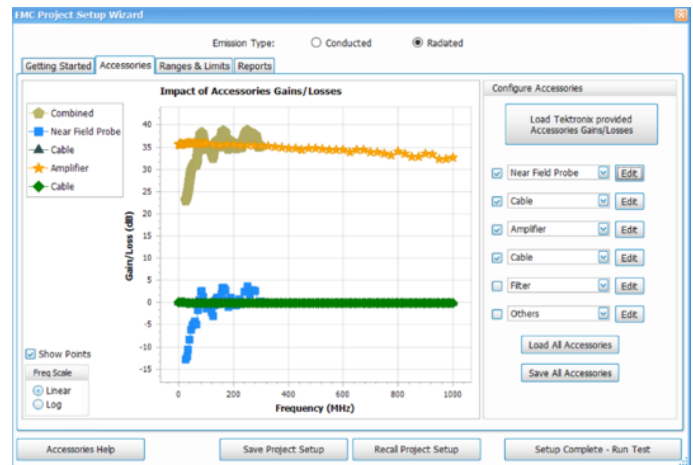 EMC Project Setup Wizard
Emission Type: Conducted Radiated
Getting Started Accessories Ranges & Limits Reports
Impact of Accessories Gains/Losses
Combined
Near Field Probe
Cable
Amplifier
Cable
Gain/Loss (dB)
40
35
30
25
20
15
10
5
0
-5
-10
-15
0 200 400 600 800 1000
Frequency (MHz)
Show Points
Freq Scale
Linear
Log
Configure Accessories
Load Tektronix provided
Accessories Gains/Losses
Near Field Probe Edit
Cable Edit
Amplifier Edit
Cable Edit
Filter Edit
Others Edit
Load All Accessories
Save All Accessories
Accessories Help Save Project Setup Recall Project Setup Setup Complete - Run Test